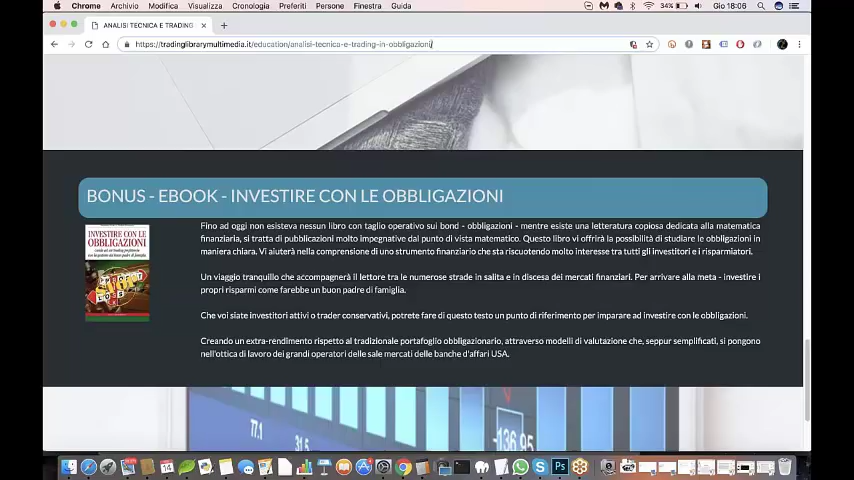 Chrome Archivio Modifica Visualizza Cronologia Preferiti Persone Finestra Guida 34% Gio 18:06
ANALISI TECNICA E TRADING
https://tradinglibrarymultimedia.it/education/analisi-tecnica-e-trading-in-obbligazioni/
BONUS - EBOOK - INVESTIRE CON LE OBBLIGAZIONI
INVESTIRE CON LE
OBBLIGAZIONI
Fino ad oggi non esisteva nessun libro con taglio operativo sui bond - obbligazioni - mentre esiste una letteratura copiosa dedicata alla matematica
finanziaria, si tratta di pubblicazioni molto impegnative dal punto di vista matematico. Questo libro vi offrirà la possibilità di studiare le obbligazioni in
maniera chiara. Vi aiuterà nella comprensione di uno strumento finanziario che sta riscuotendo molto interesse tra tutti gli investitori e i risparmiatori.
Un viaggio tranquillo che accompagnerà il lettore tra le numerose strade in salita e in discesa dei mercati finanziari. Per arrivare alla meta - investire i
propri risparmi come farebbe un buon padre di famiglia.
Che voi siate investitori attivi o trader conservativi, potrete fare di questo testo un punto di riferimento per imparare ad investire con le obbligazioni.
Creando un extra-rendimento rispetto al tradizionale portafoglio obbligazionario, attraverso modelli di valutazione che, seppur semplificati, si pongono
nell'ottica di lavoro dei grandi operatori delle sale mercati delle banche d'affari USA.
77.1
31.5
-136.95
14
Ps